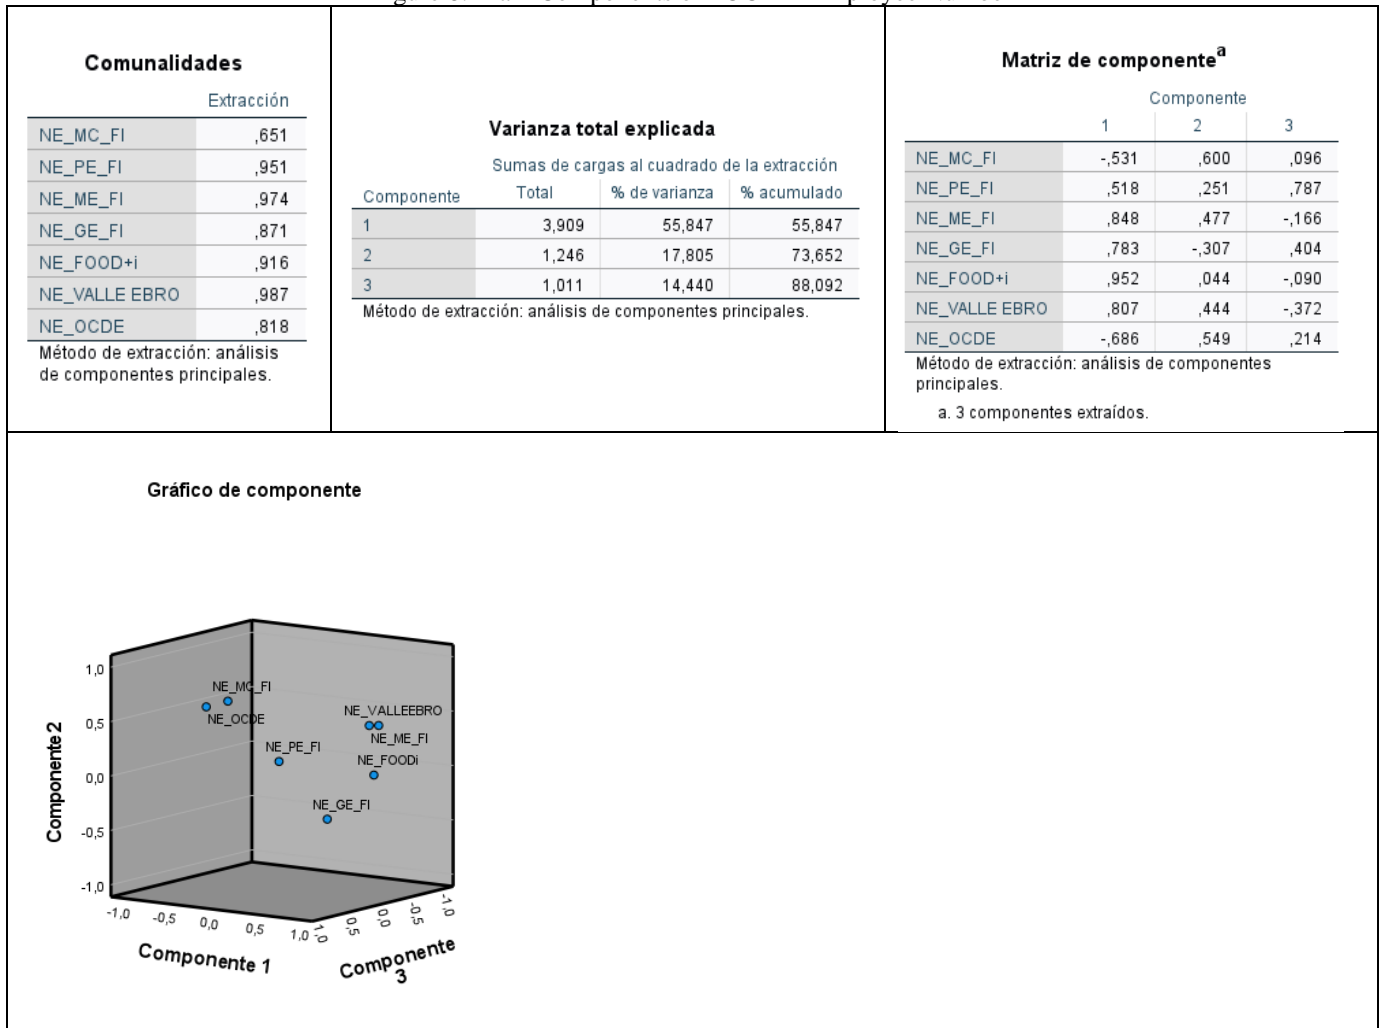 Comunalidades
Extracción
NE_MC_FI ,651
NE_PE_FI ,951
NE_ME_FI ,974
NE_GE_FI ,871
NE_FOOD+i ,916
NE_VALLE EBRO ,987
NE_OCDE ,818
Método de extracción: análisis
de componentes principales.
Varianza total explicada
Sumas de cargas al cuadrado de la extracción
Componente Total % de varianza % acumulado
1 3,909 55,847 55,847
2 1,246 17,805 73,652
3 1,011 14,440 88,092
Método de extracción: análisis de componentes principales.
Matriz de componente^a
Componente
1 2 3
NE_MC_FI -,531 ,600 ,096
NE_PE_FI ,518 ,251 ,787
NE_ME_FI ,848 ,477 -,166
NE_GE_FI ,783 -,307 ,404
NE_FOOD+i ,952 ,044 -,090
NE_VALLE EBRO ,807 ,444 -,372
NE_OCDE -,686 ,549 ,214
Método de extracción: análisis de componentes
principales.
a. 3 componentes extraídos.
Gráfico de componente
Componente 2
1,0
0,5
0,0
-0,5
-1,0
NE_MC_FI
NE_OCDE
NE_VALLEEBRO
NE_ME_FI
NE_PE_FI
NE_FOODi
NE_GE_FI
-1,0 -0,5 0,0 0,5 1,0
Componente 1
1,0 0,5 0,0 -0,5 -1,0
Componente
3